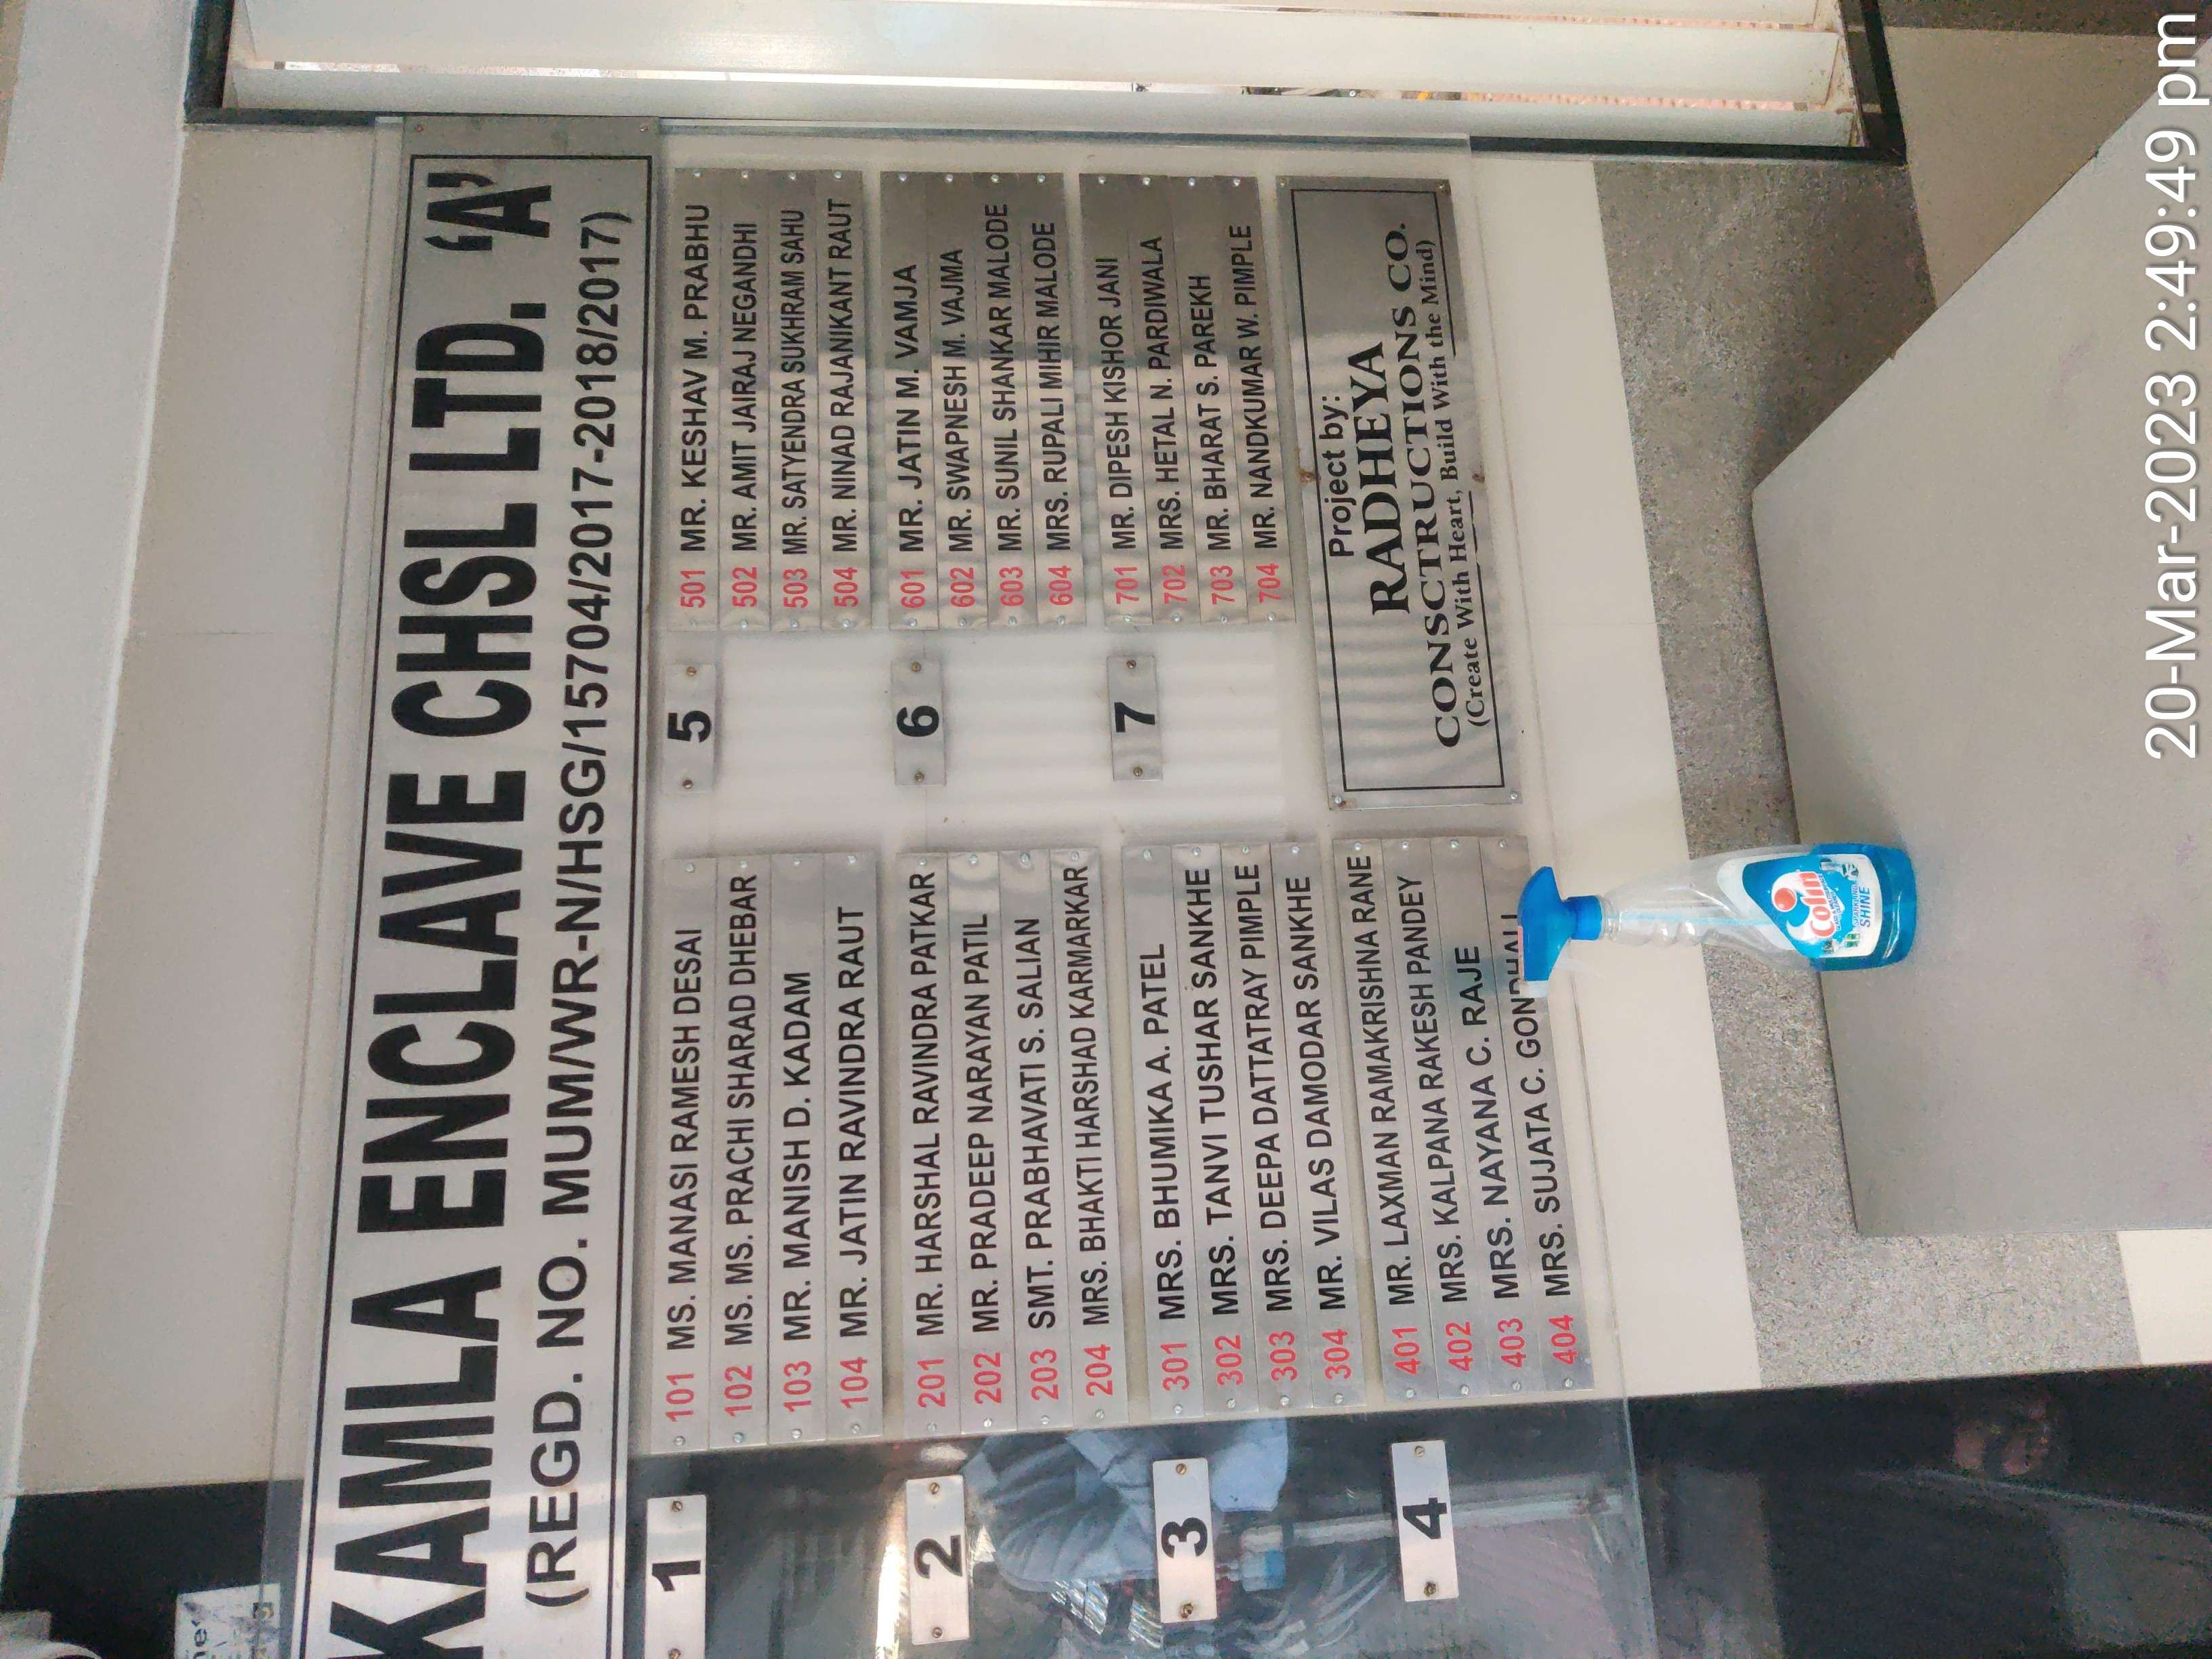 KAMLA ENCLAVE CHSL LTD. 'A'
(REGD. NO. MUM/WR-N/HSG/15704/2017-2018/2017)
1
101 MS. MANASI RAMESH DESAI
102 MS. MS. PRACHI SHARAD DHEBAR
103 MR. MANISH D. KADAM
104 MR. JATIN RAVINDRA RAUT
2
201 MR. HARSHAL RAVINDRA PATKAR
202 MR. PRADEEP NARAYAN PATIL
203 SMT. PRABHAVATI S. SALIAN
204 MRS. BHAKTI HARSHAD KARMARKAR
3
301 MRS. BHUMIKA A. PATEL
302 MRS. TANVI TUSHAR SANKHE
303 MRS. DEEPA DATTATRAY PIMPLE
304 MR. VILAS DAMODAR SANKHE
4
401 MR. LAXMAN RAMAKRISHNA RANE
402 MRS. KALPANA RAKESH PANDEY
403 MRS. NAYANA C. RAJE
404 MRS. SUJATA C.
5
501 MR. KESHAV M. PRABHU
502 MR. AMIT JAIRAJ NEGANDHI
503 MR. SATYENDRA SUKHRAM SAHU
504 MR. NINAD RAJANIKANT RAUT
6
601 MR. JATIN M. VAMJA
602 MR. SWAPNESH M. VAJMA
603 MR. SUNIL SHANKAR MALODE
604 MRS. RUPALI MIHIR MALODE
7
701 MR. DIPESH KISHOR JANI
702 MRS. HETAL N. PARDIWALA
703 MR. BHARAT S. PAREKH
704 MR. NANDKUMAR W. PIMPLE
Project by:
RADHEYA
CONSCTRUCTIONS CO.
(Create With Heart, Build With the Mind)
Colin
SHINE
20-Mar-2023 2:49:49 pm